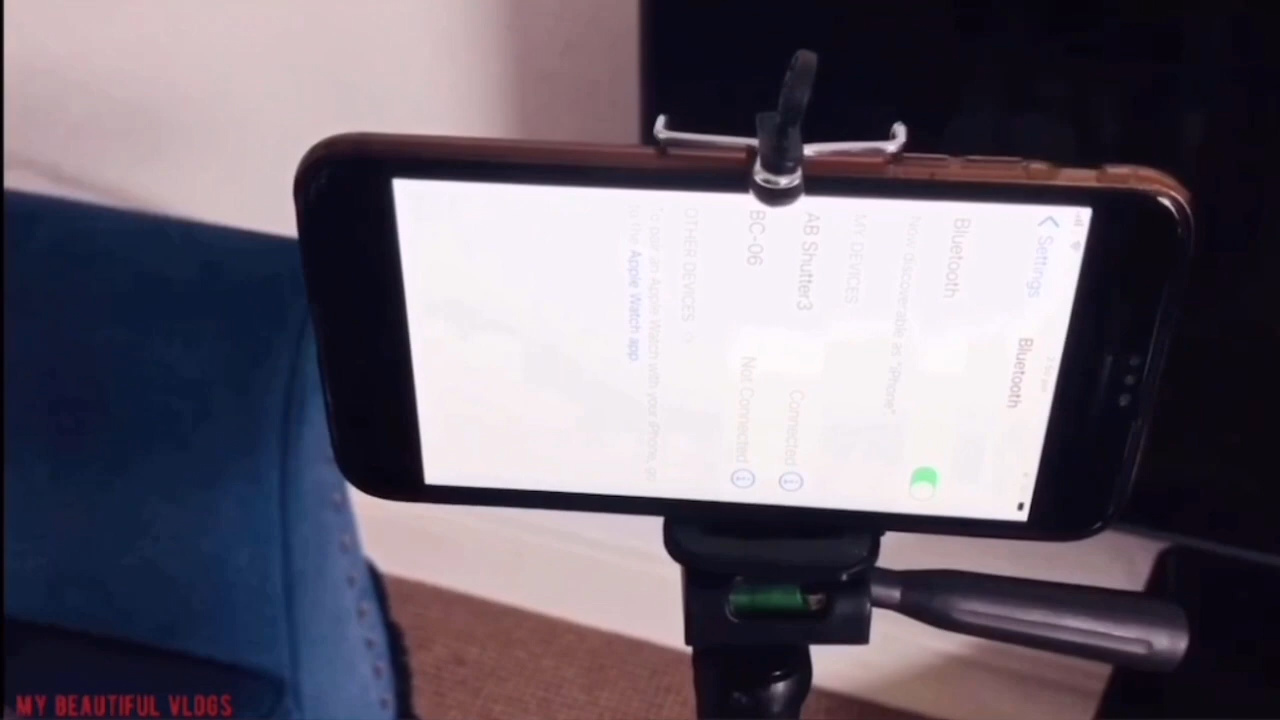 Settings
Bluetooth
Bluetooth
Now discoverable as "iPhone"
MY DEVICES
AB Shutter3 Connected
BC-06 Not Connected
OTHER DEVICES
To pair an Apple Watch with your iPhone, go
to the Apple Watch app.
MY BEAUTIFUL VLOGS